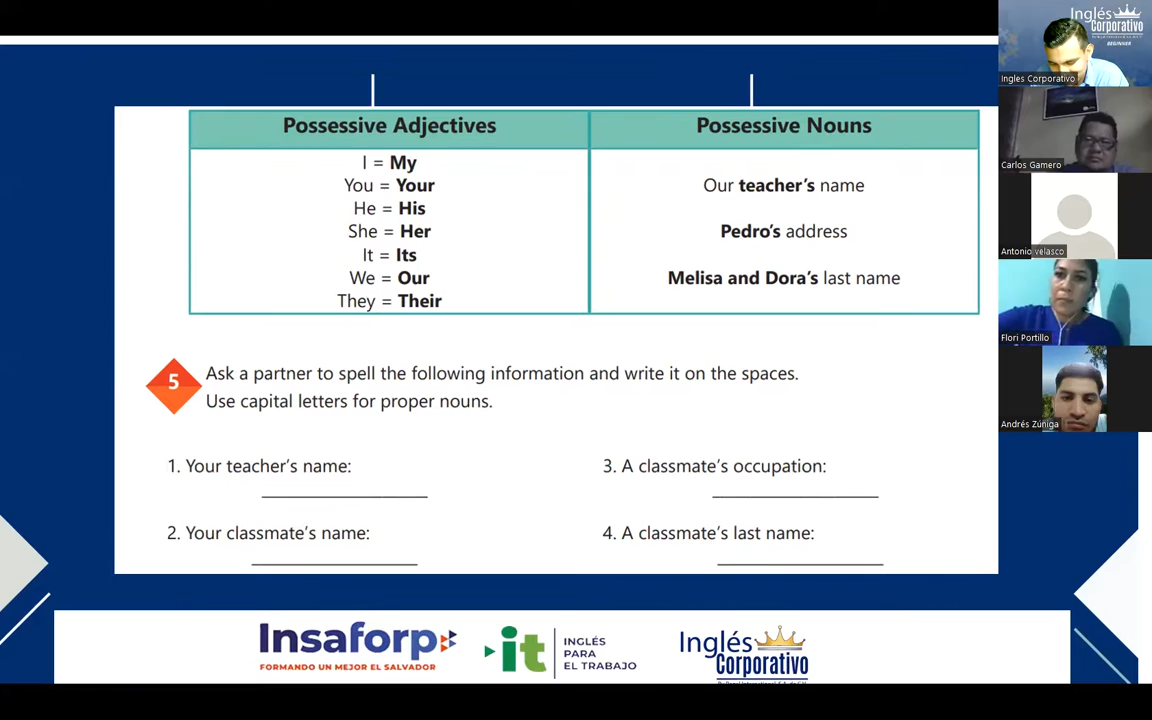 Possessive Adjectives
I = My
You = Your
He = His
She = Her
It = Its
We = Our
They = Their
Possessive Nouns
Our teacher’s name
Pedro’s address
Melisa and Dora’s last name
5
Ask a partner to spell the following information and write it on the spaces.
Use capital letters for proper nouns.
1. Your teacher’s name:
2. Your classmate’s name:
3. A classmate’s occupation:
4. A classmate’s last name:
Insaforp
FORMANDO UN MEJOR EL SALVADOR
it
INGLÉS
PARA
EL TRABAJO
Inglés
Corporativo
Inglés
Corporativo
BEGINNER
Ingles Corporativo
Carlos Gamero
Antonio velasco
Flori Portillo
Andrés Zúniga